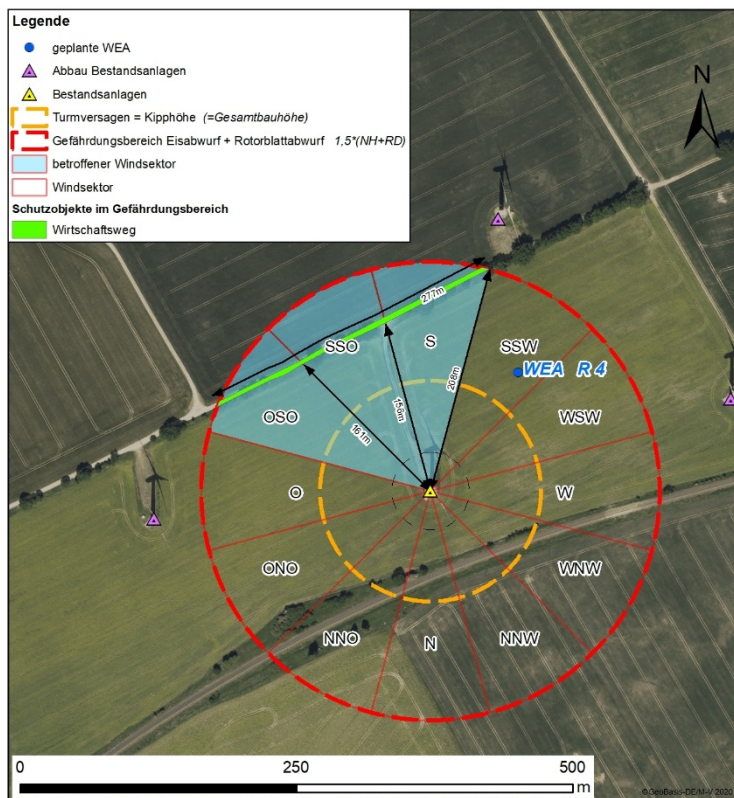 Legende
geplante WEA
Abbau Bestandsanlagen
Bestandsanlagen
Turmversagen = Kipphöhe (=Gesamtbauhöhe)
Gefährdungsbereich Eisabwurf + Rotorblattabwurf 1,5*(NH+RD)
betroffener Windsektor
Windsektor
Schutzobjekte im Gefährdungsbereich
Wirtschaftsweg
N
277m
SSO
S
SSW
WEA R 4
208m
156m
161m
OSO
WSW
O
W
ONO
WNW
NNO
N
NNW
0
250
500
m
©GeoBasis-DE/M-V 2020